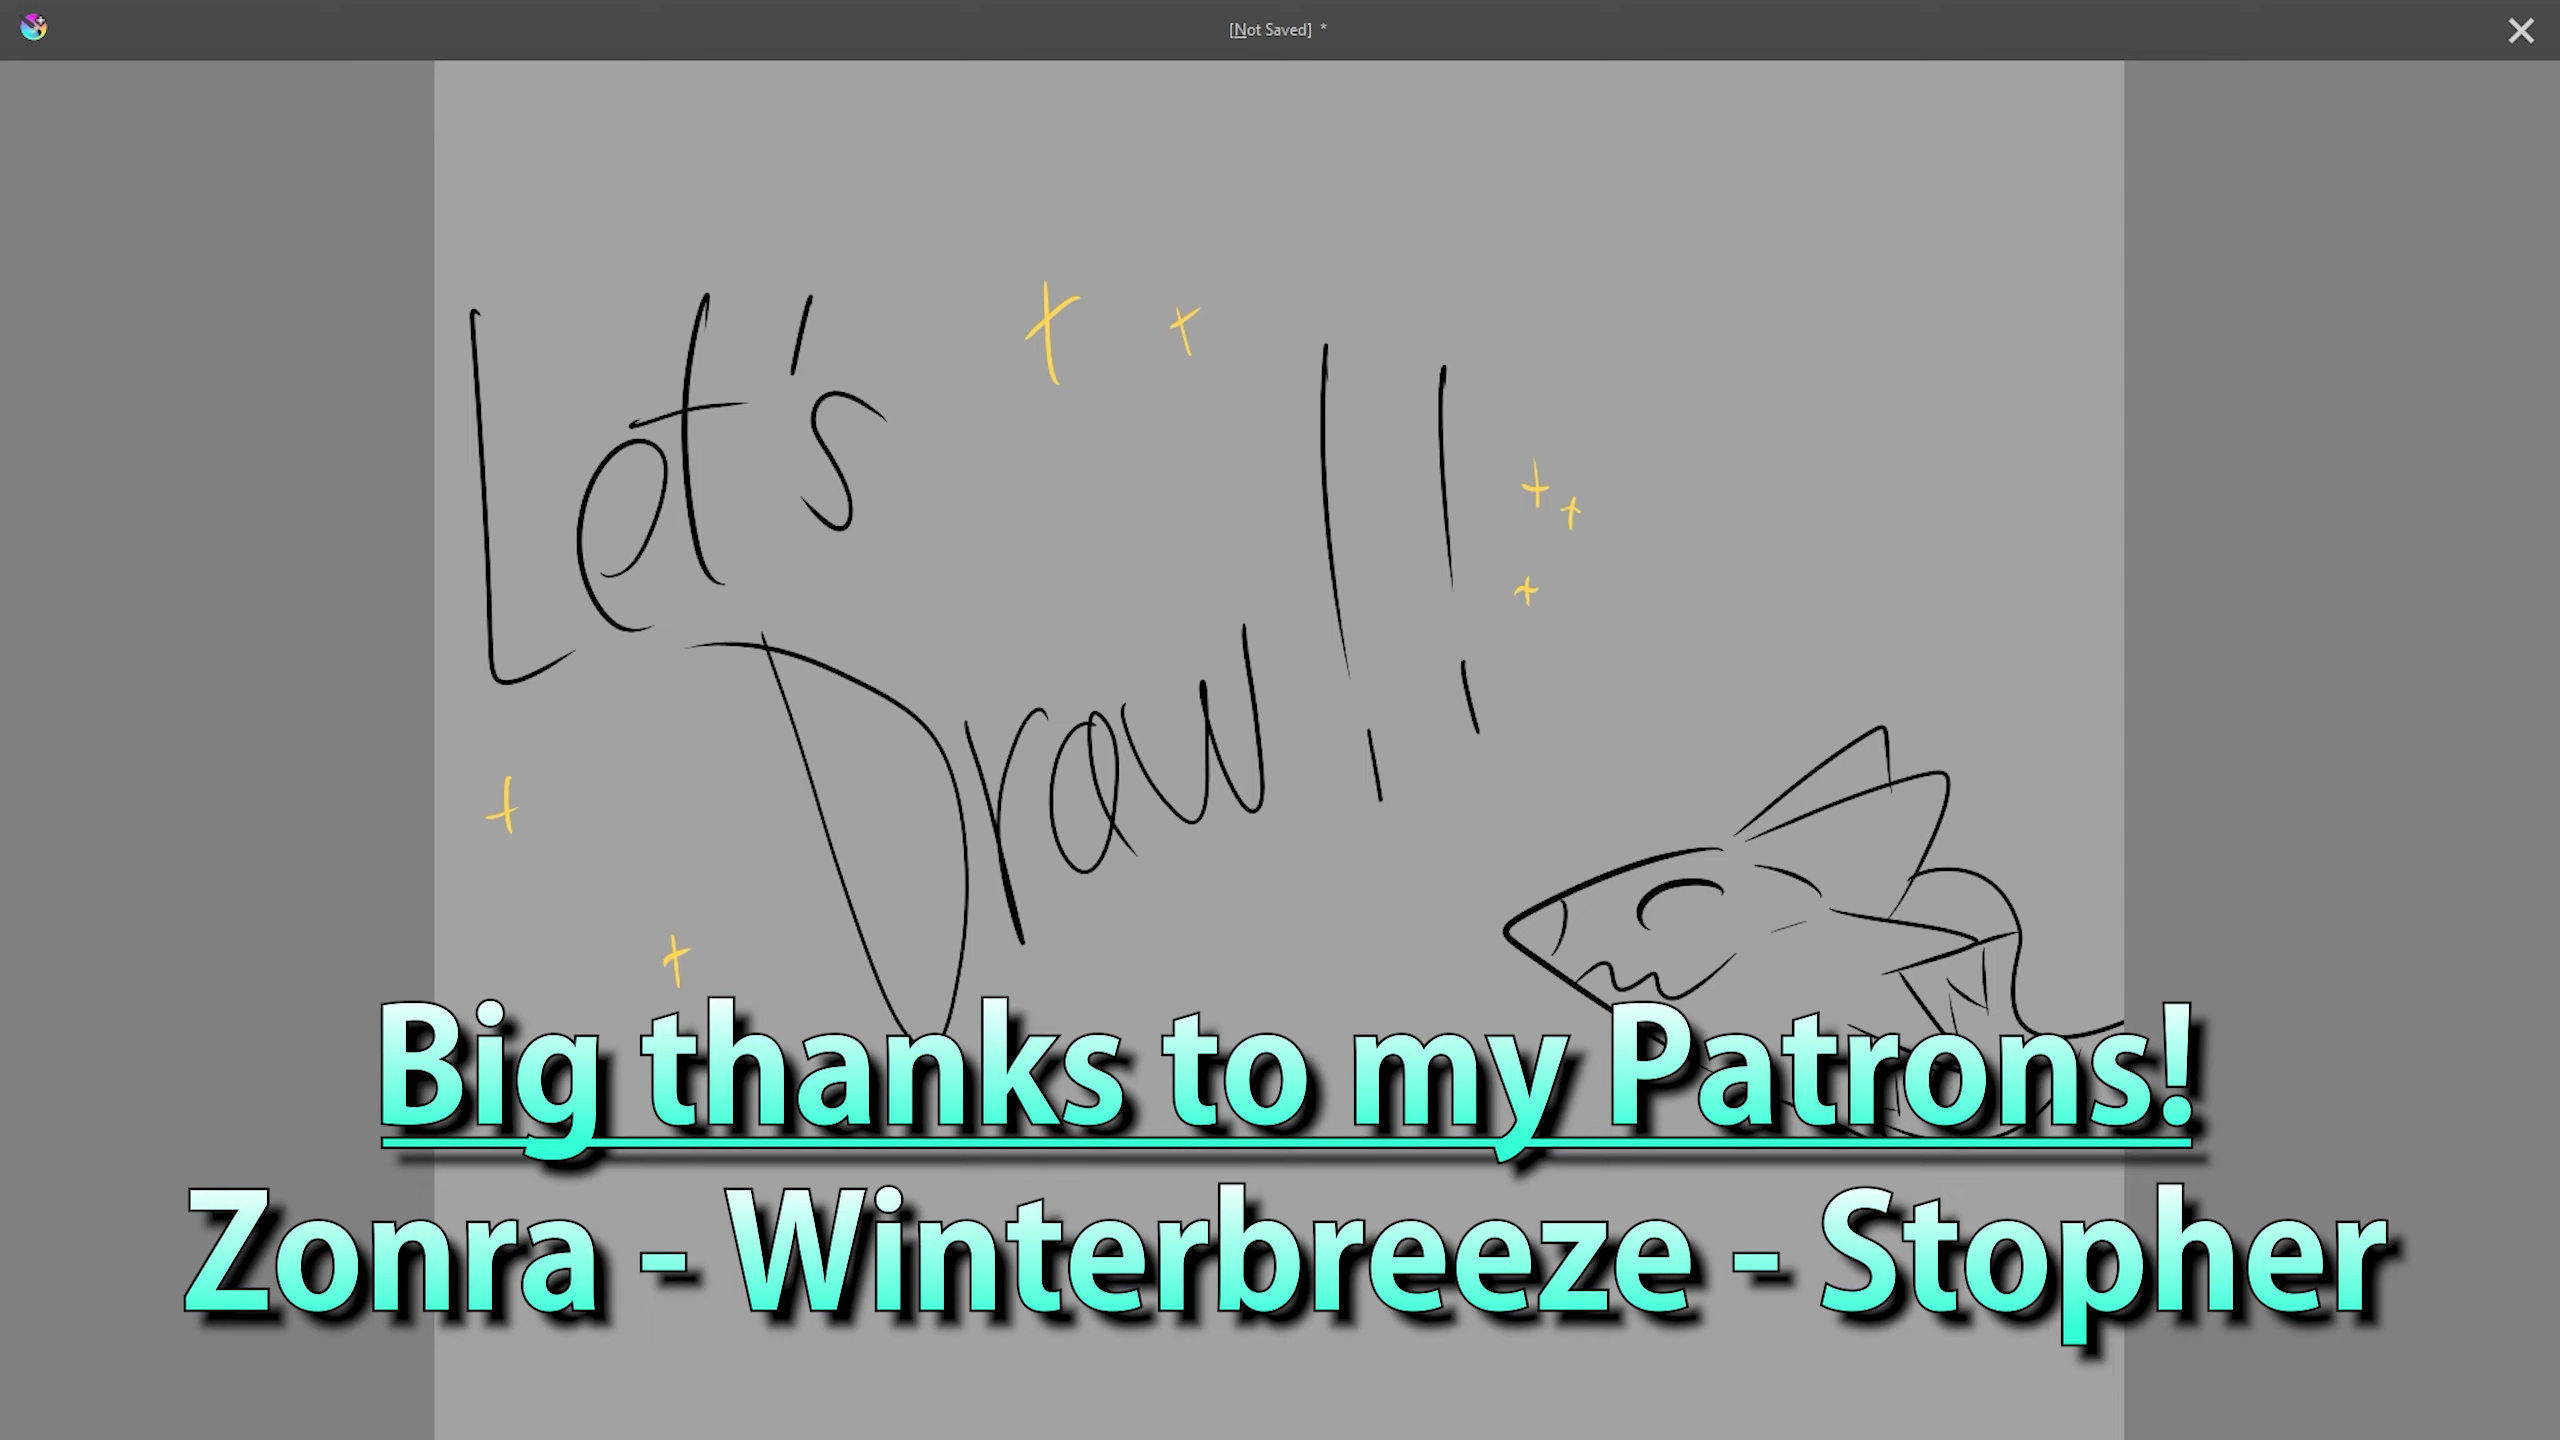 [Not Saved] *
Let's
Draw!!
Big thanks to my Patrons!
Zonra - Winterbreeze - Stopher